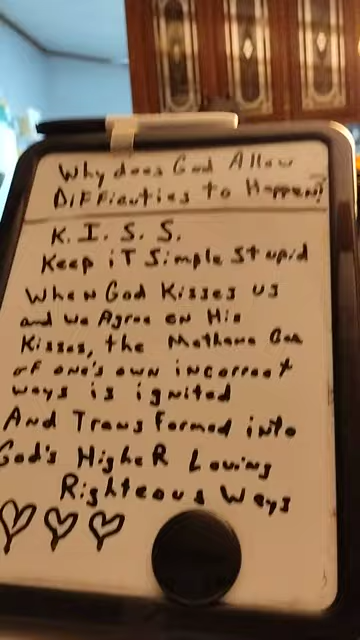 Why does God Allow
Difficulties to Happen?
K. I. S. S.
Keep iT Simple Stupid
When God Kisses us
and we Agree on His
Kisses, the Methane Gas
of one's own incorrect
ways is ignited
And Transformed into
God's HigheR Loving
Righteous Ways